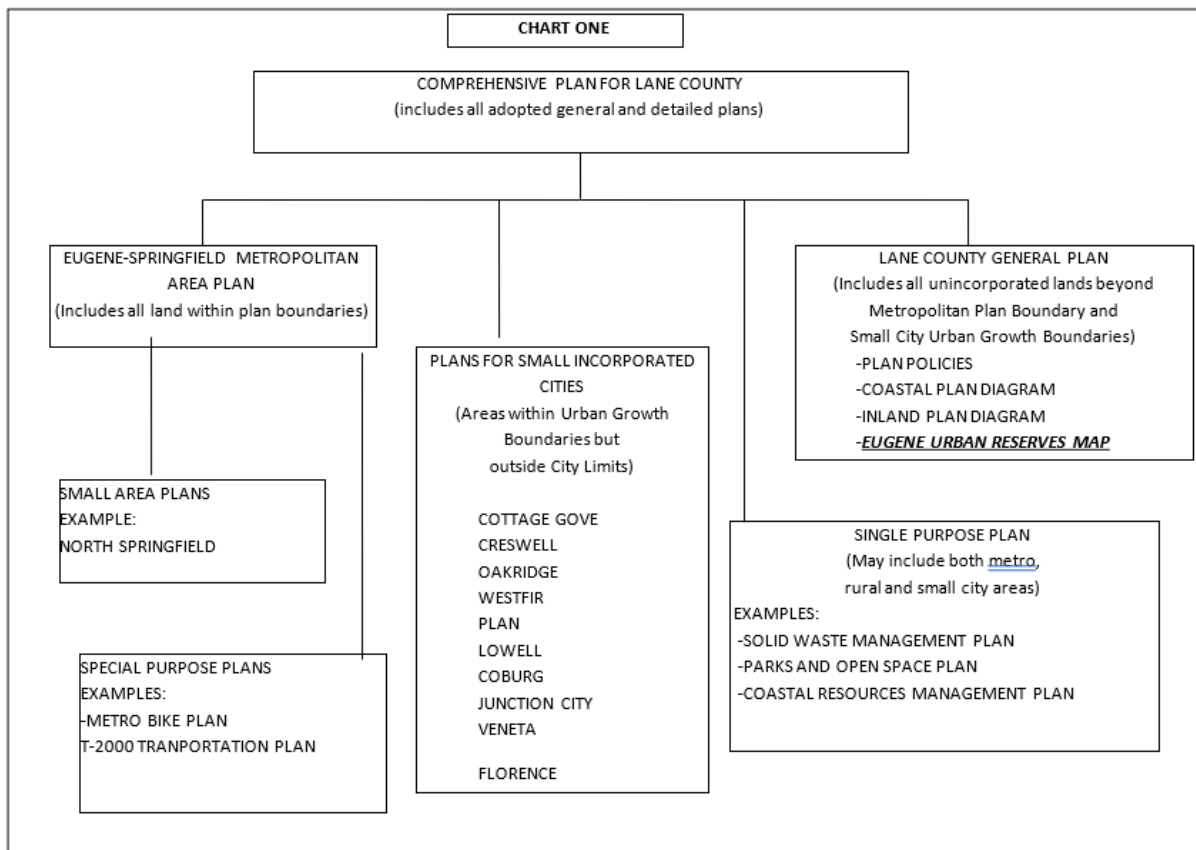 CHART ONE
COMPREHENSIVE PLAN FOR LANE COUNTY
(includes all adopted general and detailed plans)
EUGENE-SPRINGFIELD METROPOLITAN
AREA PLAN
(Includes all land within plan boundaries)
SMALL AREA PLANS
EXAMPLE:
NORTH SPRINGFIELD
SPECIAL PURPOSE PLANS
EXAMPLES:
-METRO BIKE PLAN
T-2000 TRANPORTATION PLAN
PLANS FOR SMALL INCORPORATED
CITIES
(Areas within Urban Growth
Boundaries but
outside City Limits)
COTTAGE GOVE
CRESWELL
OAKRIDGE
WESTFIR
PLAN
LOWELL
COBURG
JUNCTION CITY
VENETA
FLORENCE
LANE COUNTY GENERAL PLAN
(Includes all unincorporated lands beyond
Metropolitan Plan Boundary and
Small City Urban Growth Boundaries)
-PLAN POLICIES
-COASTAL PLAN DIAGRAM
-INLAND PLAN DIAGRAM
-EUGENE URBAN RESERVES MAP
SINGLE PURPOSE PLAN
(May include both metro,
rural and small city areas)
EXAMPLES:
-SOLID WASTE MANAGEMENT PLAN
-PARKS AND OPEN SPACE PLAN
-COASTAL RESOURCES MANAGEMENT PLAN